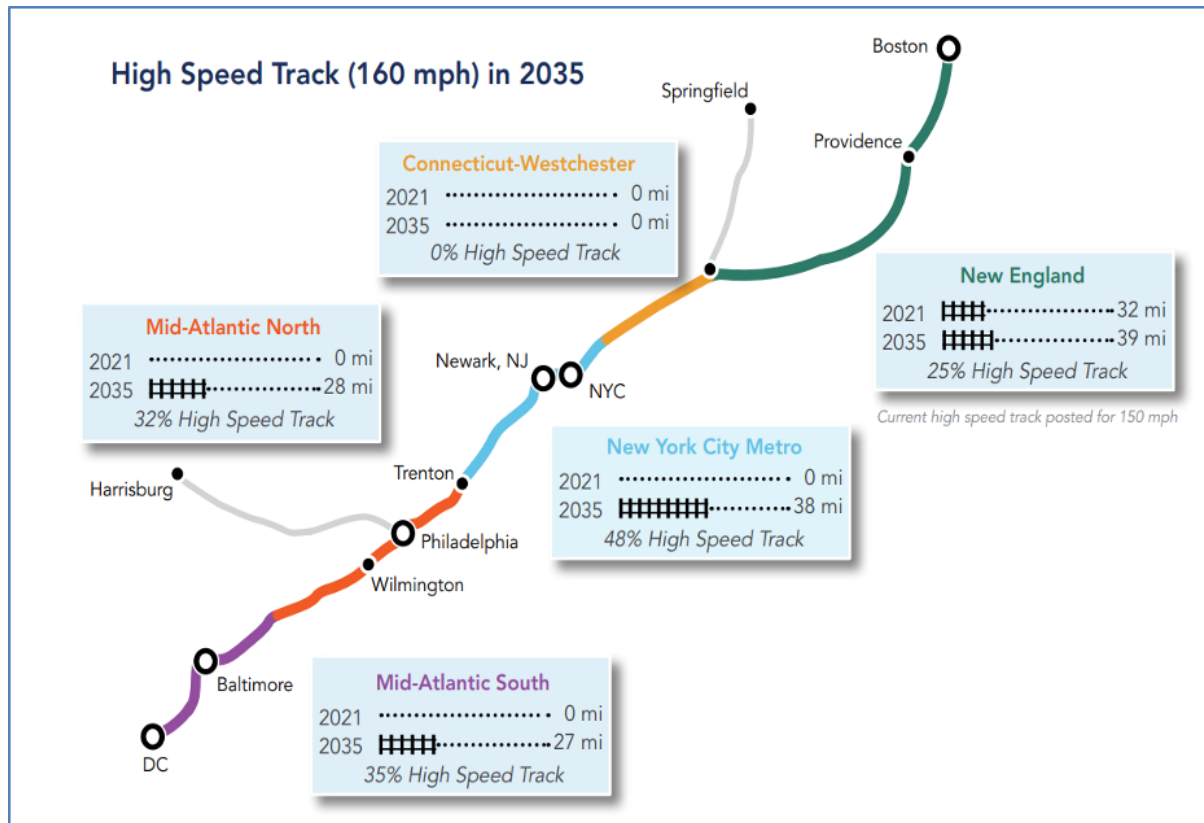 High Speed Track (160 mph) in 2035
Boston
Springfield
Providence
Connecticut-Westchester
2021 0 mi
2035 0 mi
0% High Speed Track
New England
2021 32 mi
2035 39 mi
25% High Speed Track
Current high speed track posted for 150 mph
Mid-Atlantic North
2021 0 mi
2035 28 mi
32% High Speed Track
Newark, NJ
NYC
New York City Metro
2021 0 mi
2035 38 mi
48% High Speed Track
Trenton
Harrisburg
Philadelphia
Wilmington
Baltimore
Mid-Atlantic South
2021 0 mi
2035 27 mi
35% High Speed Track
DC